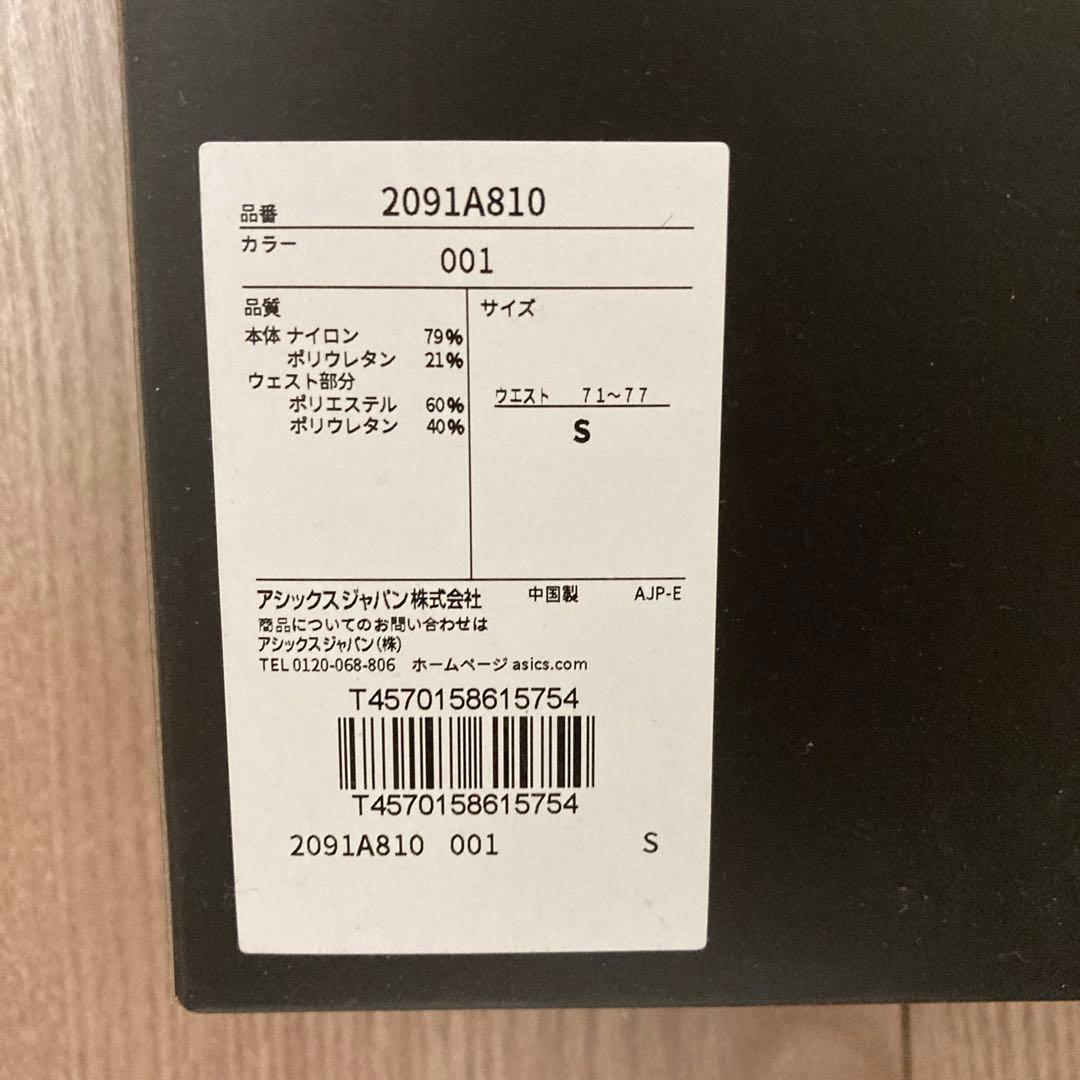 品番 2091A810
カラー
001
品質
本体 ナイロン 79%
ポリウレタン 21%
ウェスト部分
ポリエステル 60%
ポリウレタン 40%
サイズ
ウエスト 71〜77
S
アシックスジャパン株式会社 中国製 AJP-E
商品についてのお問い合わせは
アシックスジャパン(株)
TEL 0120-068-806 ホームページ asics.com
T4570158615754
T4570158615754
2091A810 001 S